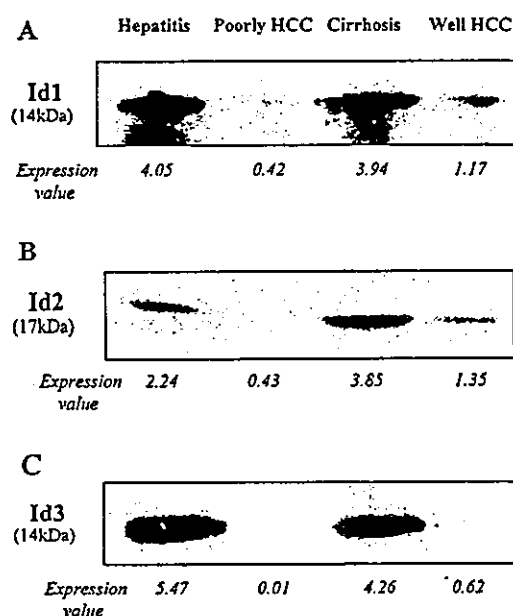 A
Hepatitis Poorly HCC Cirrhosis Well HCC
Id1
(14kDa)
Expression value 4.05 0.42 3.94 1.17
B
Id2
(17kDa)
Expression value 2.24 0.43 3.85 1.35
C
Id3
(14kDa)
Expression value 5.47 0.01 4.26 0.62